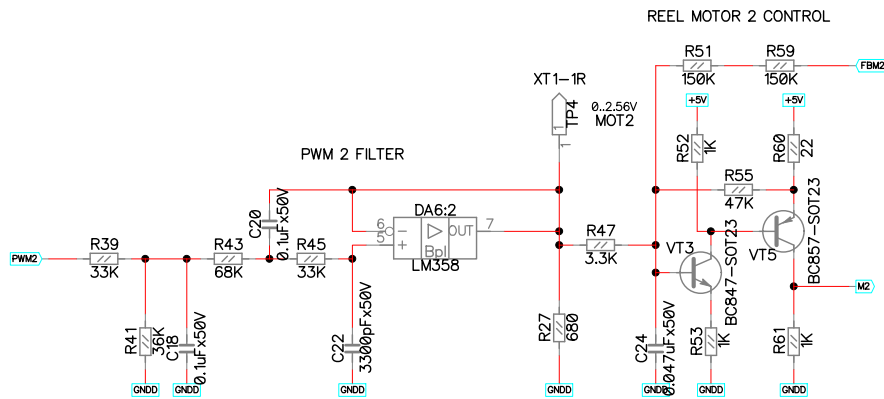 REEL MOTOR 2 CONTROL
R51
150K
R59
150K
FBM2
XT1-1R
1
TP4
1
0..2.56V
MOT2
+5V
+5V
R52
1K
R60
22
PWM 2 FILTER
R55
47K
C20
0.1uFx50V
DA6:2
6
5
OUT
7
Bpl
LM358
R47
3.3K
VT3
BC847-SOT23
VT5
BC857-SOT23
PWM2
R39
33K
R43
68K
R45
33K
M2
R41
36K
C18
0.1uFx50V
C22
3300pFx50V
R27
680
C24
0.047uFx50V
R53
1K
R61
1K
GNDD
GNDD
GNDD
GNDD
GNDD
GNDD
GNDD